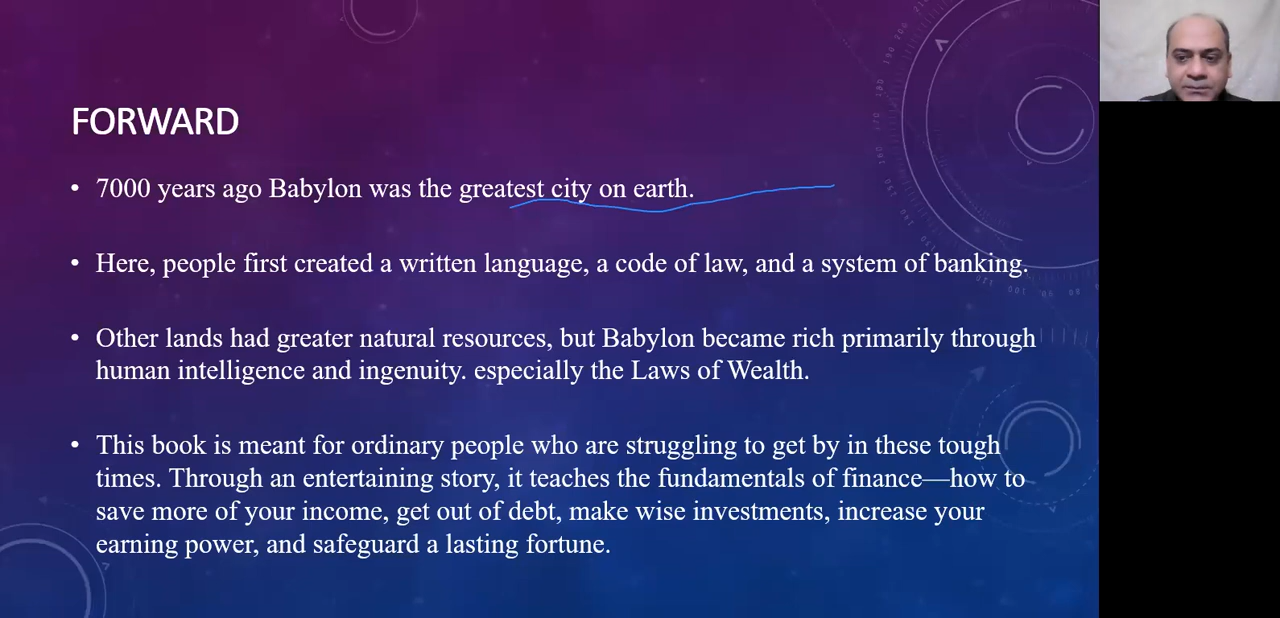 FORWARD
• 7000 years ago Babylon was the greatest city on earth.
• Here, people first created a written language, a code of law, and a system of banking.
• Other lands had greater natural resources, but Babylon became rich primarily through
human intelligence and ingenuity. especially the Laws of Wealth.
• This book is meant for ordinary people who are struggling to get by in these tough
times. Through an entertaining story, it teaches the fundamentals of finance—how to
save more of your income, get out of debt, make wise investments, increase your
earning power, and safeguard a lasting fortune.